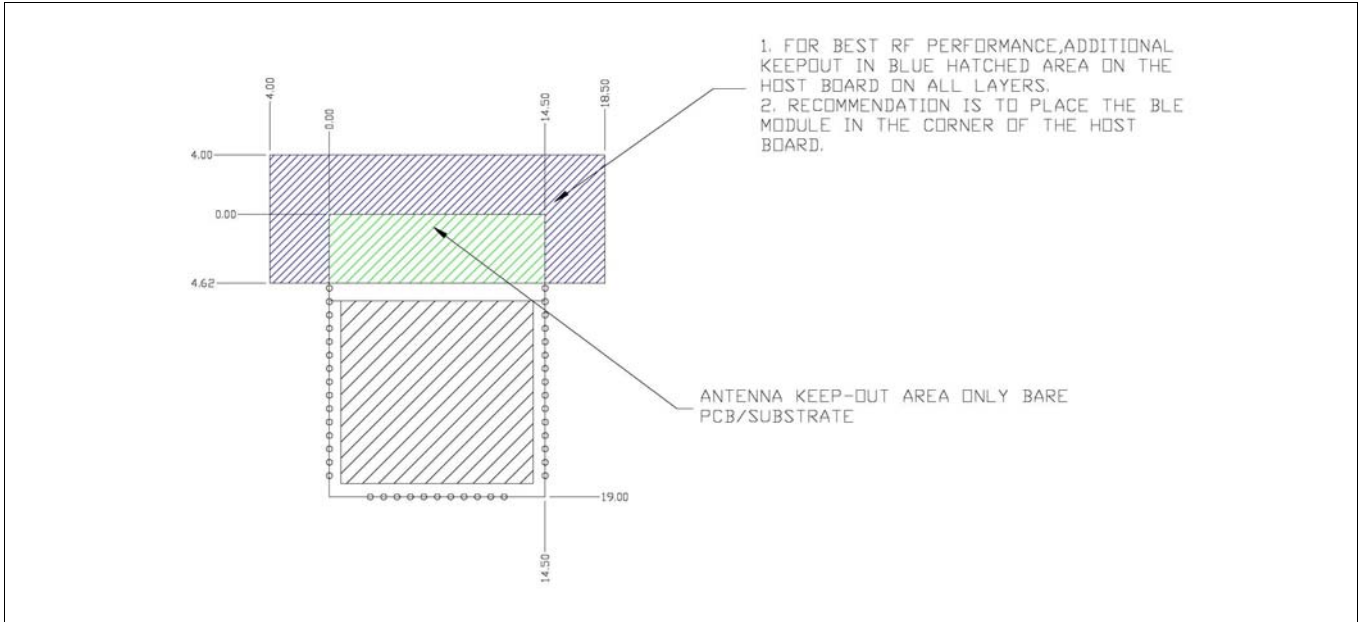 1. FOR BEST RF PERFORMANCE,ADDITIONAL
KEEPOUT IN BLUE HATCHED AREA ON THE
HOST BOARD ON ALL LAYERS.
2. RECOMMENDATION IS TO PLACE THE BLE
MODULE IN THE CORNER OF THE HOST
BOARD.
4.00
0.00
14.50
18.50
4.00
0.00
4.62
ANTENNA KEEP-OUT AREA ONLY BARE
PCB/SUBSTRATE
19.00
14.50